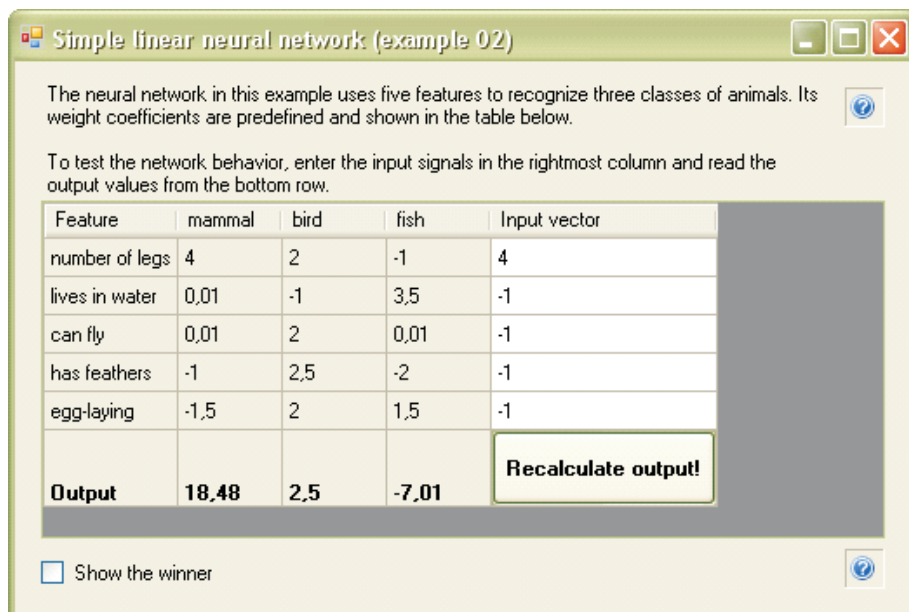 Simple linear neural network (example 02)
The neural network in this example uses five features to recognize three classes of animals. Its
weight coefficients are predefined and shown in the table below.
To test the network behavior, enter the input signals in the rightmost column and read the
output values from the bottom row.
Feature mammal bird fish Input vector
number of legs 4 2 -1 4
lives in water 0,01 -1 3,5 -1
can fly 0,01 2 0,01 -1
has feathers -1 2,5 -2 -1
egg-laying -1,5 2 1,5 -1
Output 18,48 2,5 -7,01 Recalculate output!
Show the winner